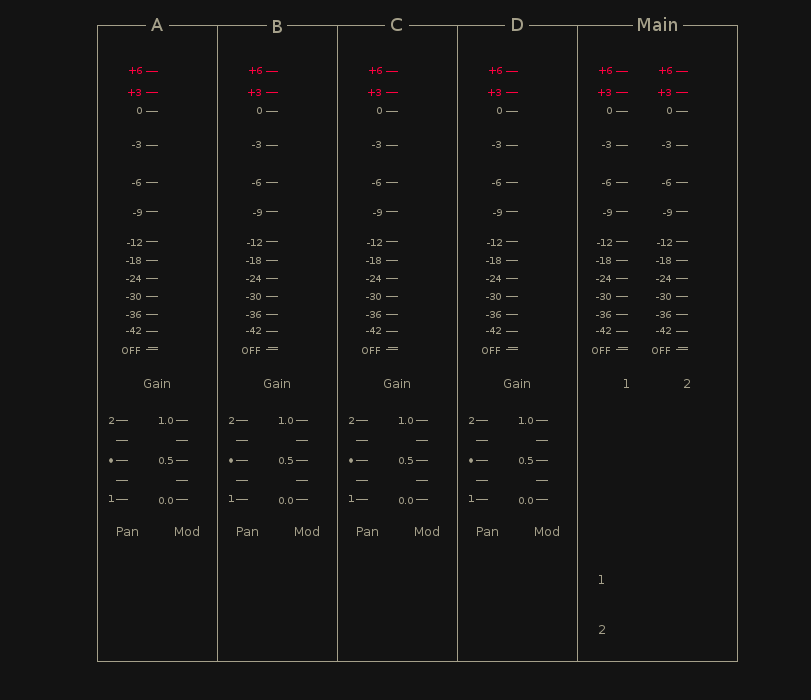 A B C D Main
+6 +6 +6 +6 +6 +6
+3 +3 +3 +3 +3 +3
0 0 0 0 0 0
-3 -3 -3 -3 -3 -3
-6 -6 -6 -6 -6 -6
-9 -9 -9 -9 -9 -9
-12 -12 -12 -12 -12 -12
-18 -18 -18 -18 -18 -18
-24 -24 -24 -24 -24 -24
-30 -30 -30 -30 -30 -30
-36 -36 -36 -36 -36 -36
-42 -42 -42 -42 -42 -42
OFF OFF OFF OFF OFF OFF
Gain Gain Gain Gain 1 2
2 1.0 2 1.0 2 1.0 2 1.0
• 0.5 • 0.5 • 0.5 • 0.5
1 0.0 1 0.0 1 0.0 1 0.0
Pan Mod Pan Mod Pan Mod Pan Mod
1
2